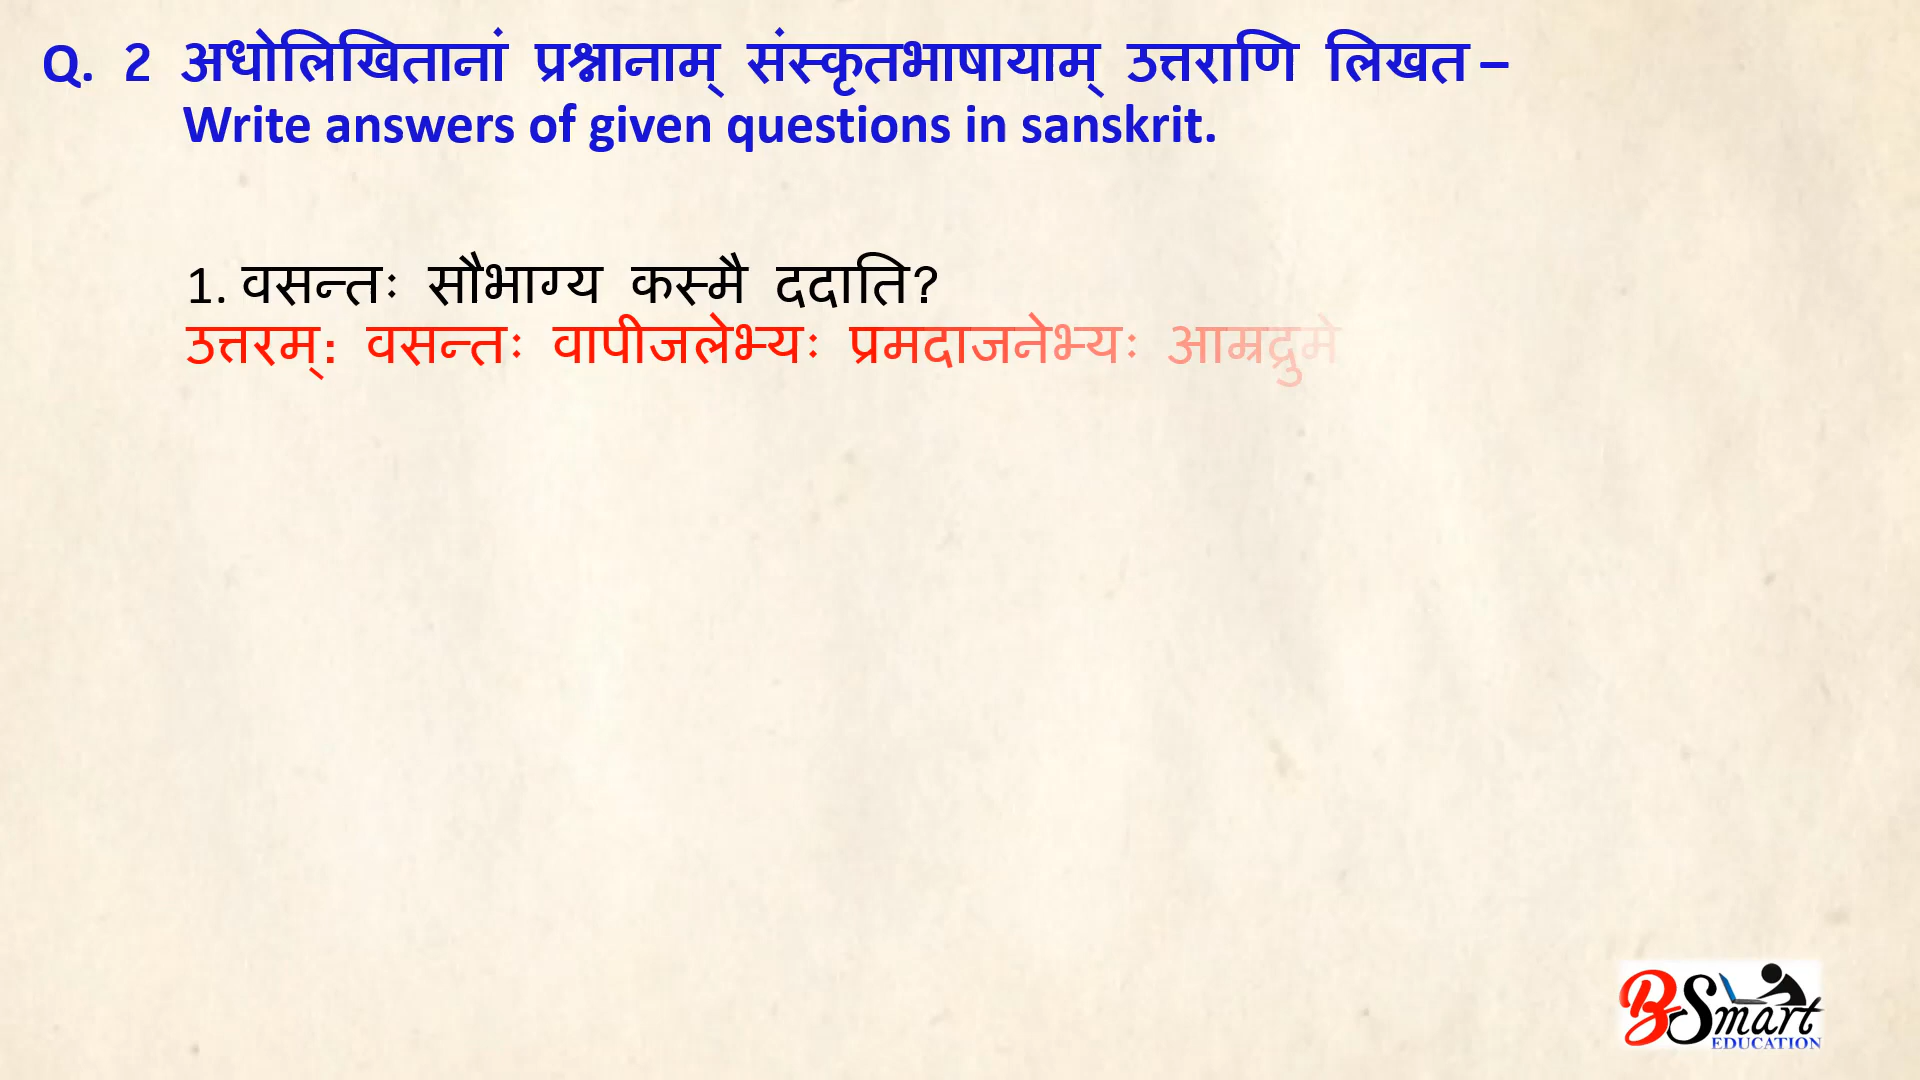 Q. 2 अधोलिखितानां प्रश्नानाम् संस्कृतभाषायाम् उत्तराणि लिखत –
Write answers of given questions in sanskrit.
1. वसन्तः सौभाग्य कस्मै ददाति?
उत्तरम्: वसन्तः वापीजलेभ्यः प्रमदाजनेभ्यः आम्रद्रुमे
BSmart
EDUCATION